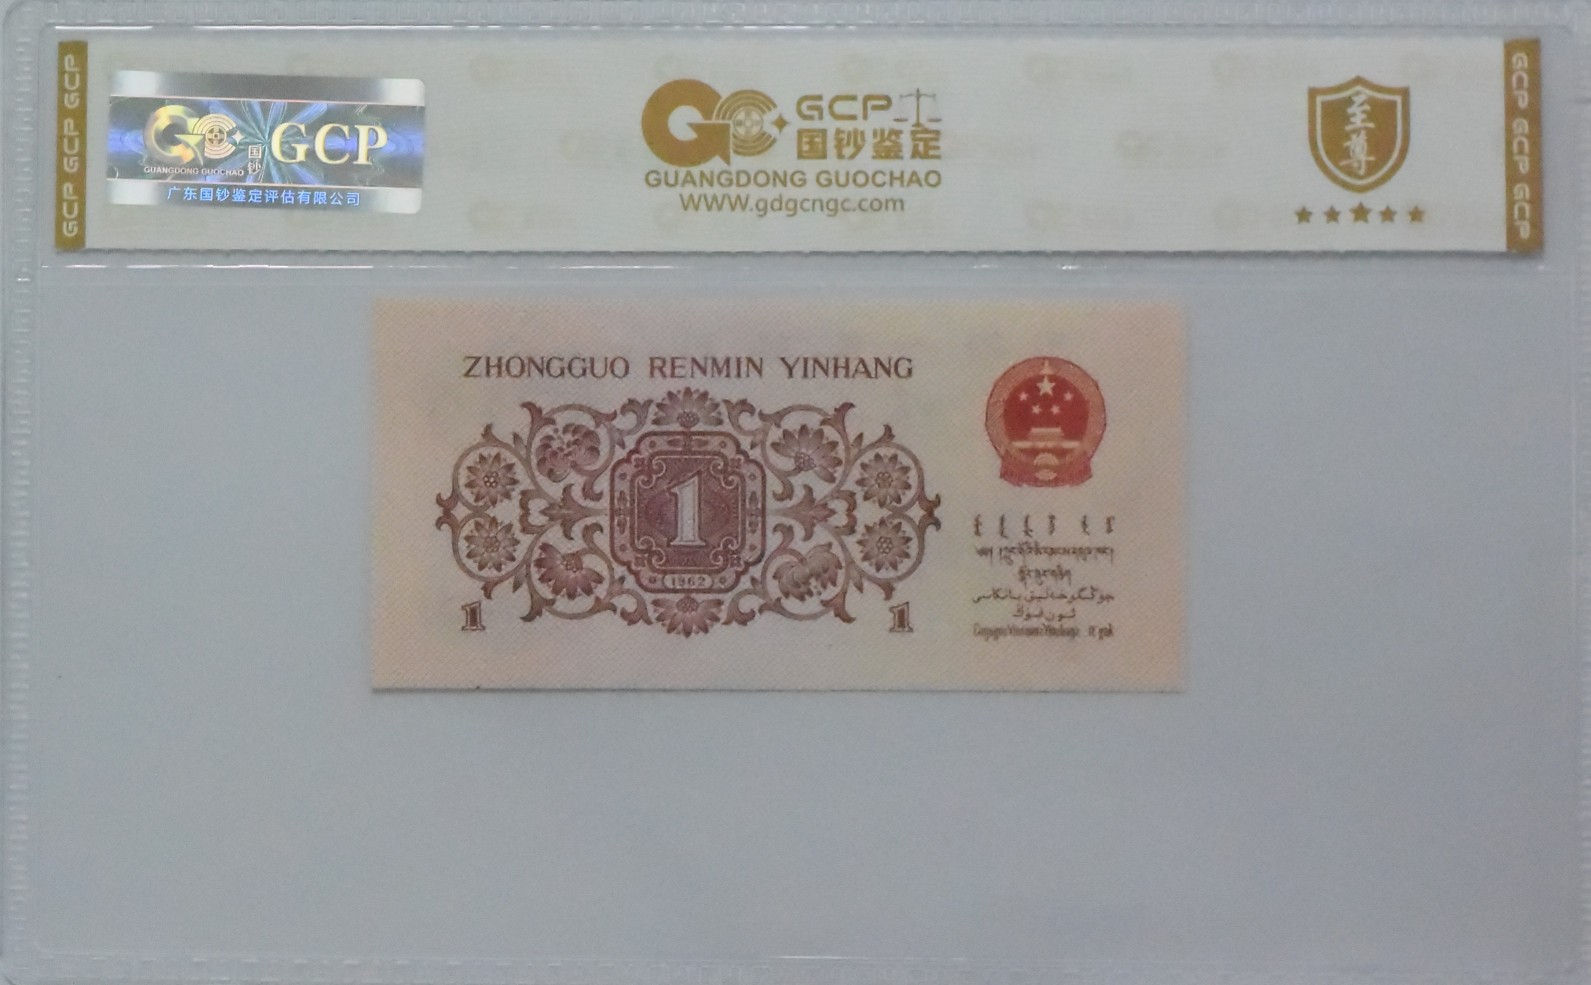 GCP GCP GCP
GCP
国钞
GUANGDONG GUOCHAO
广东国钞鉴定评估有限公司
GCP
国钞鉴定
GUANGDONG GUOCHAO
WWW.gdgcngc.com
至尊
GCP GCP GCP
ZHONGGUO RENMIN YINHANG
1
1962
1
1